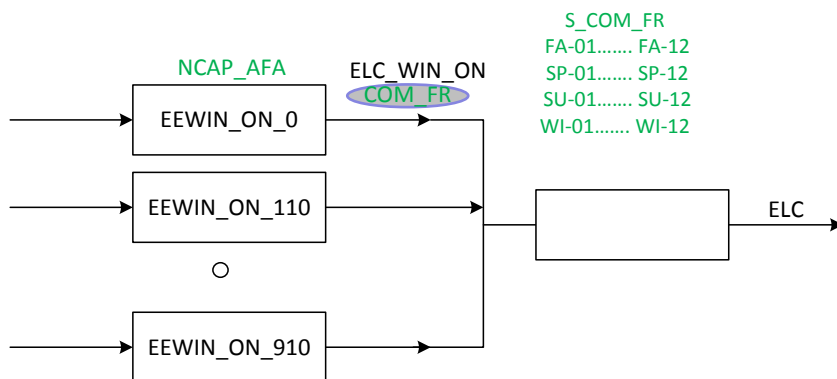 S_COM_FR
FA-01....... FA-12
SP-01....... SP-12
SU-01....... SU-12
WI-01....... WI-12
NCAP_AFA
ELC_WIN_ON
COM_FR
EEWIN_ON_0
EEWIN_ON_110
ELC
EEWIN_ON_910